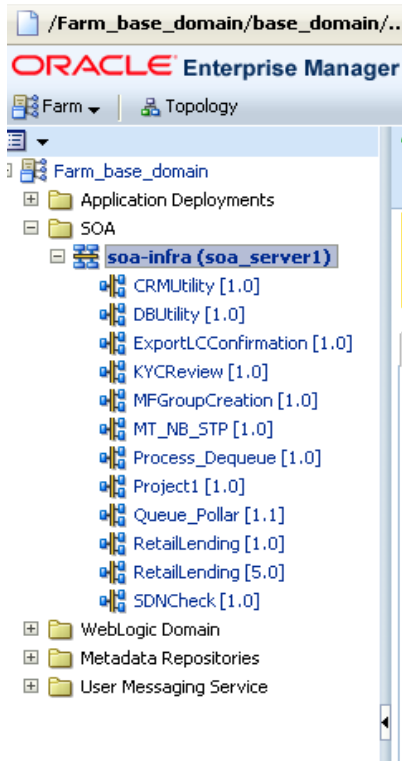 /Farm_base_domain/base_domain/..
ORACLE Enterprise Manager
Farm Topology
Farm_base_domain
Application Deployments
SOA
soa-infra (soa_server1)
CRMUtility [1.0]
DBUtility [1.0]
ExportLCConfirmation [1.0]
KYCReview [1.0]
MFGroupCreation [1.0]
MT_NB_STP [1.0]
Process_Dequeue [1.0]
Project1 [1.0]
Queue_Pollar [1.1]
RetailLending [1.0]
RetailLending [5.0]
SDNCheck [1.0]
WebLogic Domain
Metadata Repositories
User Messaging Service